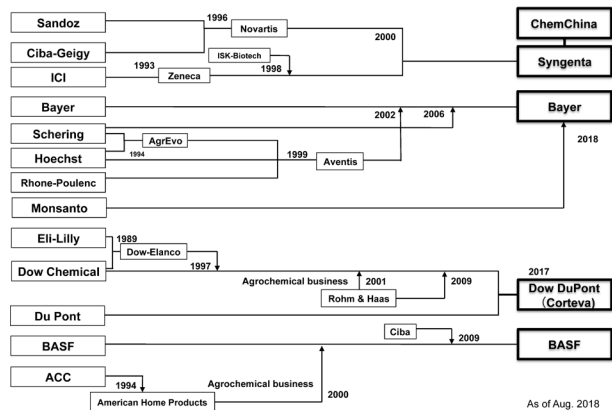 Sandoz
1996
Novartis
2000
ChemChina
Ciba-Geigy
ISK-Biotech
Syngenta
ICI
1993
Zeneca
1998
Bayer
2002
2006
Bayer
Schering
AgrEvo
2018
Hoechst
1994
1999
Aventis
Rhone-Poulenc
Monsanto
Eli-Lilly
1989
Dow-Elanco
Dow Chemical
1997
Agrochemical business
2001
2009
2017
Rohm & Haas
Dow DuPont
（Corteva)
Du Pont
Ciba
BASF
2009
BASF
ACC
1994
Agrochemical business
2000
American Home Products
As of Aug. 2018